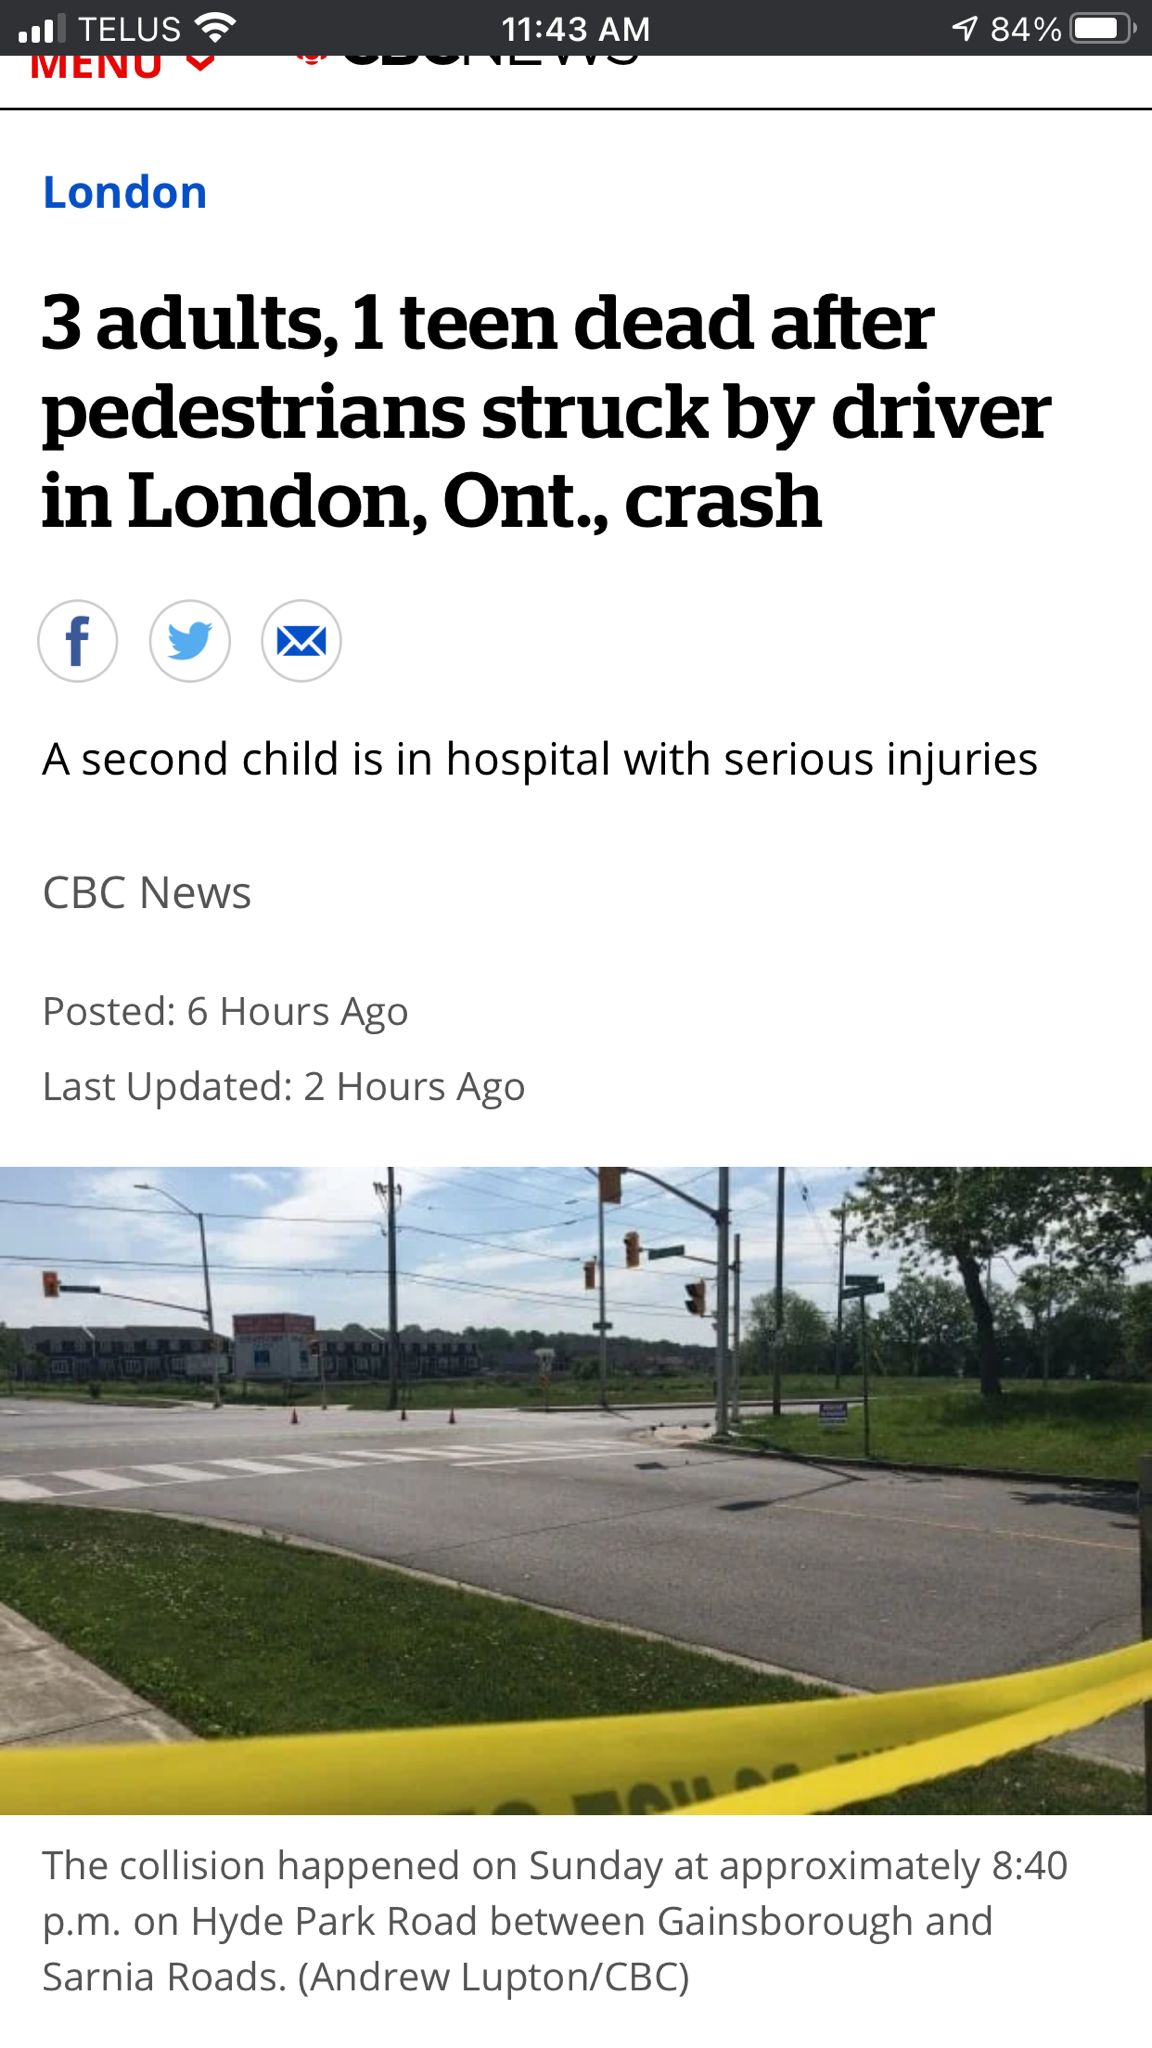 TELUS 11:43 AM 84%
MENU CBCNEWS
London
3 adults, 1 teen dead after
pedestrians struck by driver
in London, Ont., crash
A second child is in hospital with serious injuries
CBC News
Posted: 6 Hours Ago
Last Updated: 2 Hours Ago
The collision happened on Sunday at approximately 8:40
p.m. on Hyde Park Road between Gainsborough and
Sarnia Roads. (Andrew Lupton/CBC)